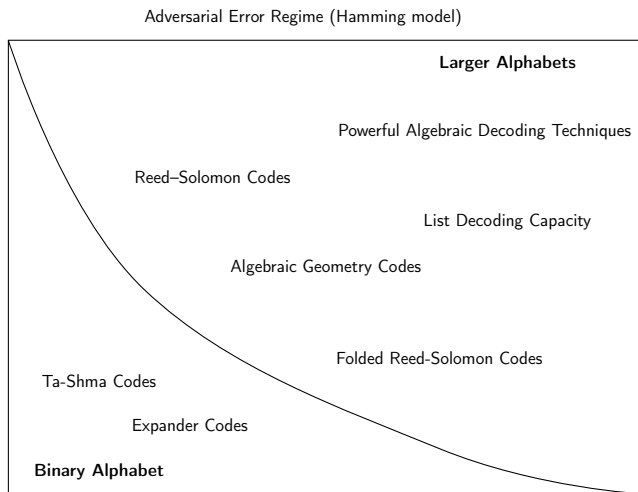 Adversarial Error Regime (Hamming model)
Larger Alphabets
Powerful Algebraic Decoding Techniques
Reed–Solomon Codes
List Decoding Capacity
Algebraic Geometry Codes
Folded Reed-Solomon Codes
Ta-Shma Codes
Expander Codes
Binary Alphabet